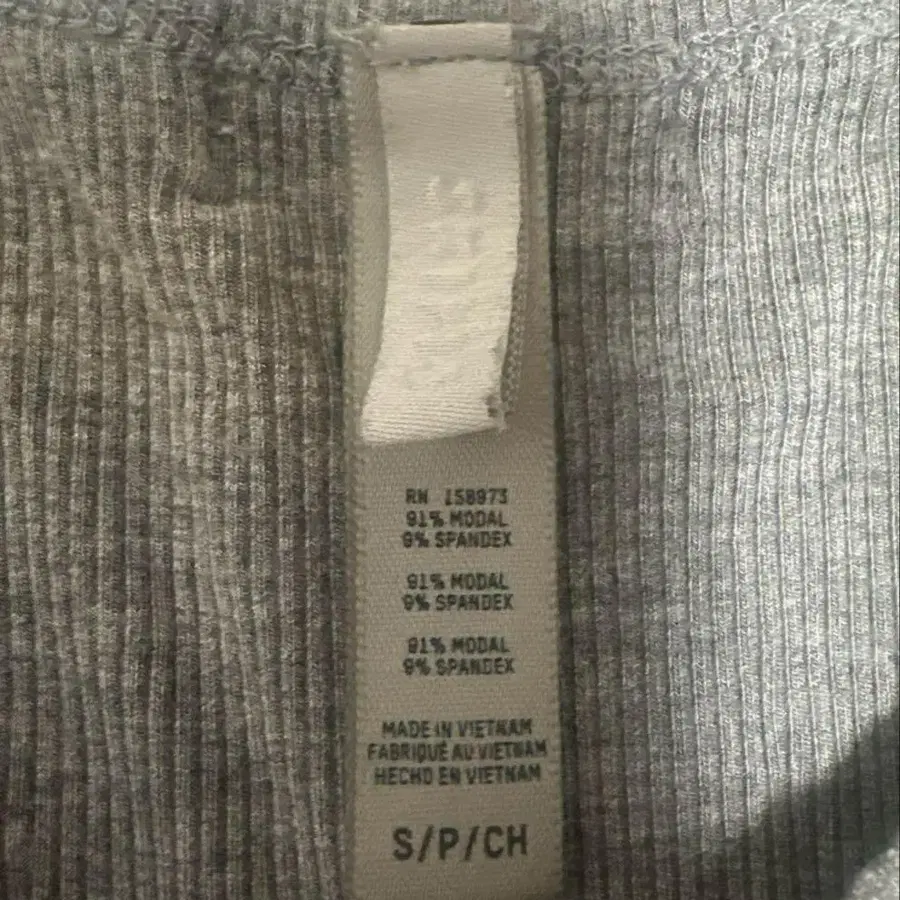 RN 158973
91% MODAL
9% SPANDEX
91% MODAL
9% SPANDEX
91% MODAL
9% SPANDEX
MADE IN VIETNAM
FABRIQUÉ AU VIETNAM
HECHO EN VIETNAM
S/P/CH